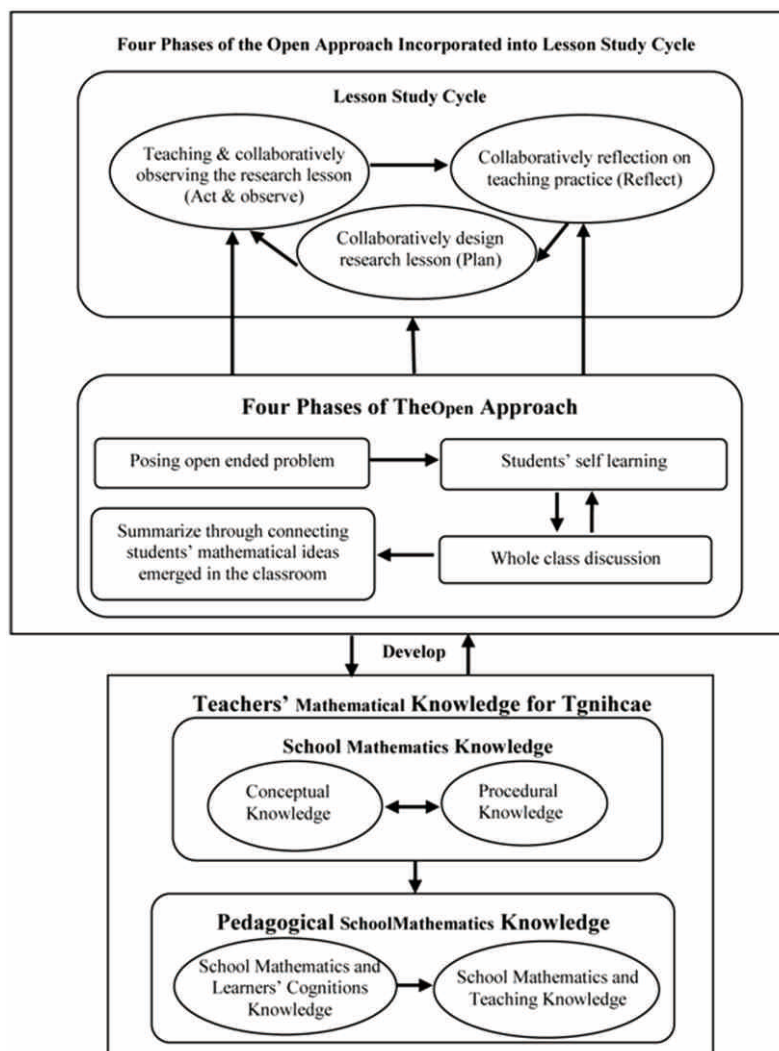 Four Phases of the Open Approach Incorporated into Lesson Study Cycle
Lesson Study Cycle
Teaching & collaboratively
observing the research lesson
(Act & observe)
Collaboratively reflection on
teaching practice (Reflect)
Collaboratively design
research lesson (Plan)
Four Phases of TheOpen Approach
Posing open ended problem
Students' self learning
Summarize through connecting
students' mathematical ideas
emerged in the classroom
Whole class discussion
Develop
Teachers' Mathematical Knowledge for Tgnihcae
School Mathematics Knowledge
Conceptual
Knowledge
Procedural
Knowledge
Pedagogical SchoolMathematics Knowledge
School Mathematics and
Learners' Cognitions
Knowledge
School Mathematics and
Teaching Knowledge